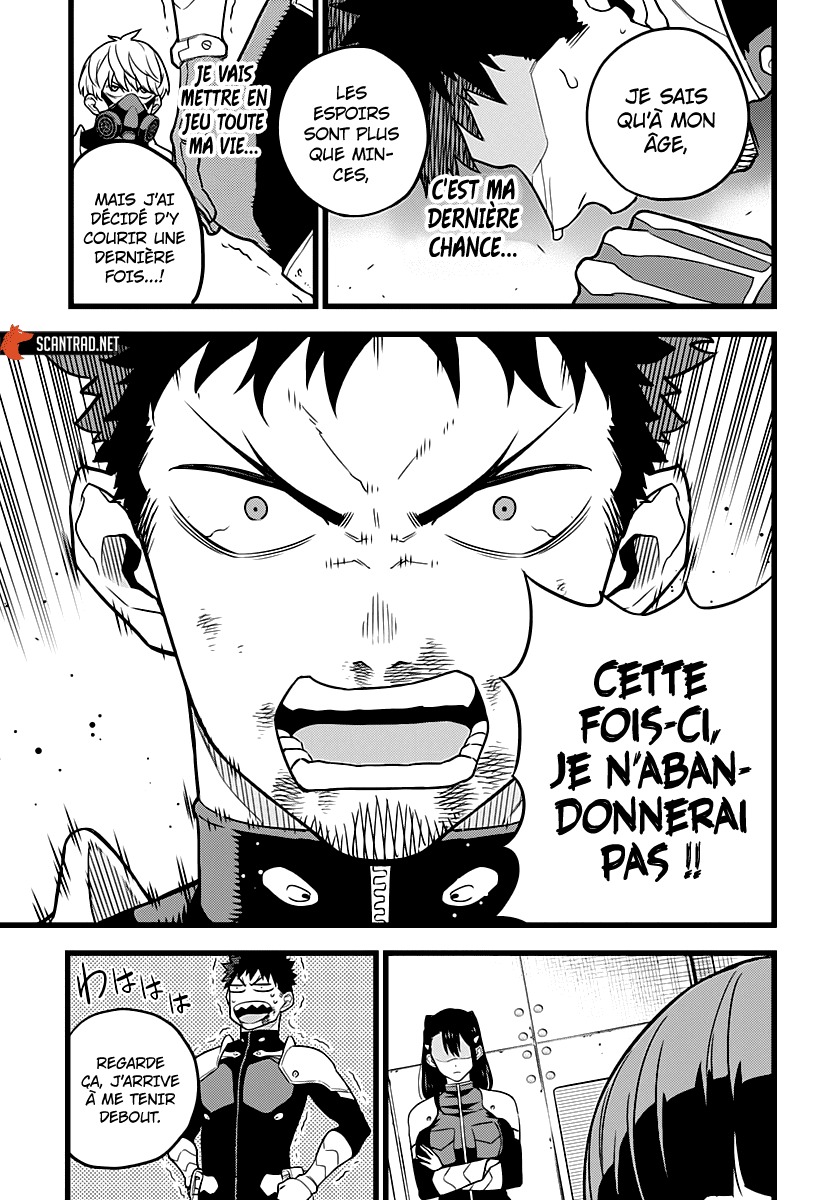 JE SAIS
QU'À MON
ÂGE,
LES
ESPOIRS
SONT PLUS
QUE MIN-
CES,
C'EST MA
DERNIÈRE
CHANCE...
JE VAIS
METTRE EN
JEU TOUTE
MA VIE...
MAIS J'AI
DÉCIDÉ D'Y
COURIR UNE
DERNIÈRE
FOIS...!
SCANTRAD.NET
CETTE
FOIS-CI,
JE N'ABAN-
DONNERAI
PAS !!
わははは
REGARDE
ÇA, J'ARRIVE
À ME TENIR
DEBOUT.